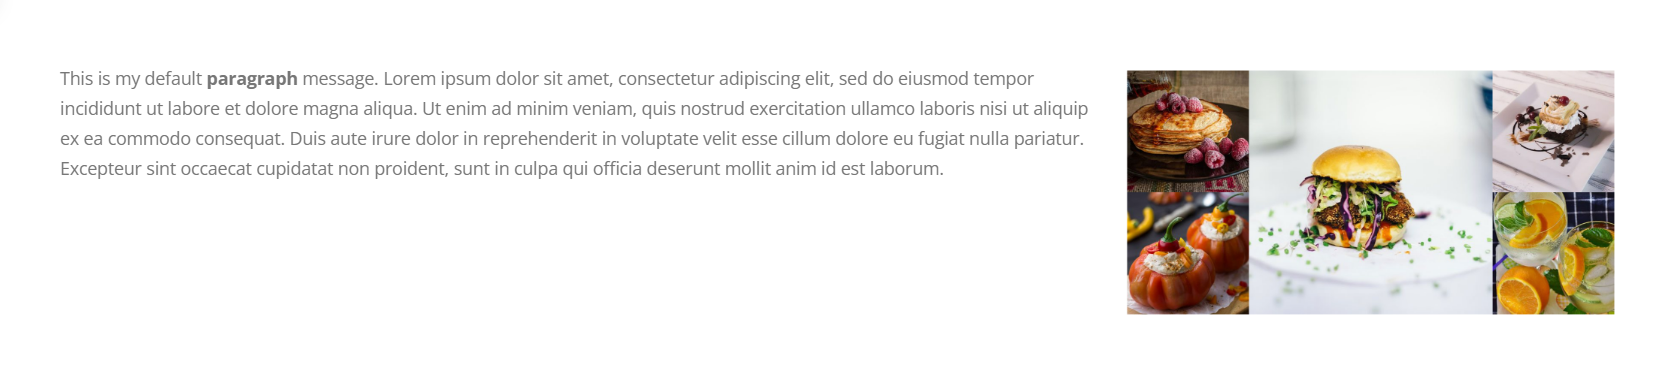 This is my default paragraph message. Lorem ipsum dolor sit amet, consectetur adipiscing elit, sed do eiusmod tempor
incididunt ut labore et dolore magna aliqua. Ut enim ad minim veniam, quis nostrud exercitation ullamco laboris nisi ut aliquip
ex ea commodo consequat. Duis aute irure dolor in reprehenderit in voluptate velit esse cillum dolore eu fugiat nulla pariatur.
Excepteur sint occaecat cupidatat non proident, sunt in culpa qui officia deserunt mollit anim id est laborum.